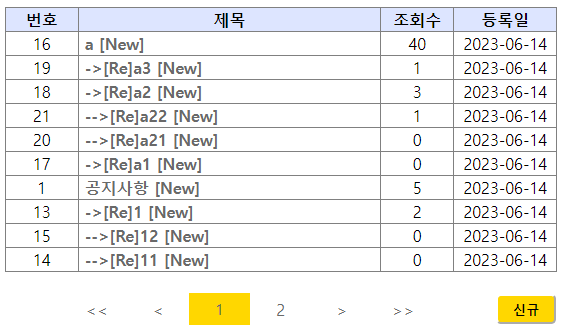 번호 제목 조회수 등록일
16 a [New] 40 2023-06-14
19 ->[Re]a3 [New] 1 2023-06-14
18 ->[Re]a2 [New] 3 2023-06-14
21 -->[Re]a22 [New] 1 2023-06-14
20 -->[Re]a21 [New] 0 2023-06-14
17 ->[Re]a1 [New] 0 2023-06-14
1 공지사항 [New] 5 2023-06-14
13 ->[Re]1 [New] 2 2023-06-14
15 -->[Re]12 [New] 0 2023-06-14
14 -->[Re]11 [New] 0 2023-06-14
<< < 1 2 > >> 신규